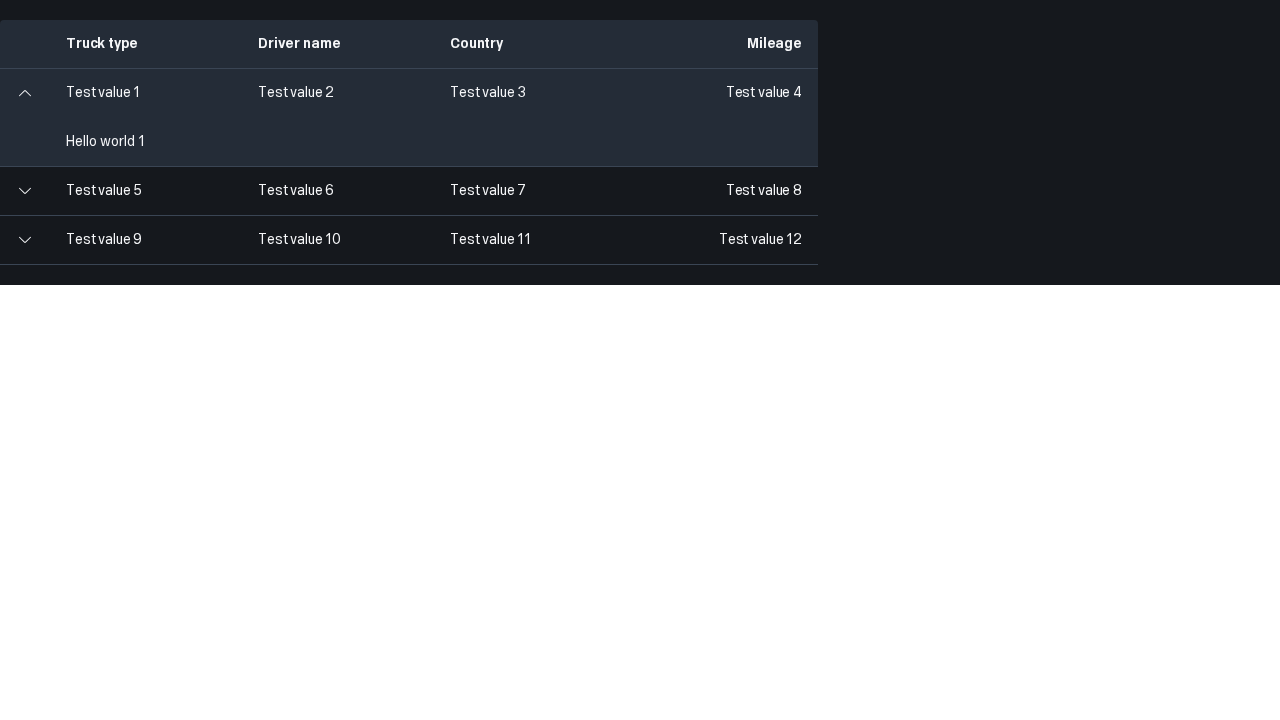 Truck type Driver name Country Mileage
Test value 1 Test value 2 Test value 3 Test value 4
Hello world 1
Test value 5 Test value 6 Test value 7 Test value 8
Test value 9 Test value 10 Test value 11 Test value 12